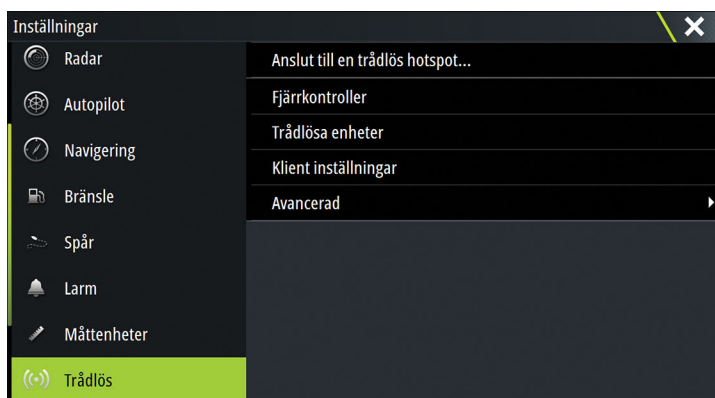 Inställningar
Radar
Autopilot
Navigering
Bränsle
Spår
Larm
Måttenheter
Trådlös
Anslut till en trådlös hotspot...
Fjärrkontroller
Trådlösa enheter
Klient inställningar
Avancerad